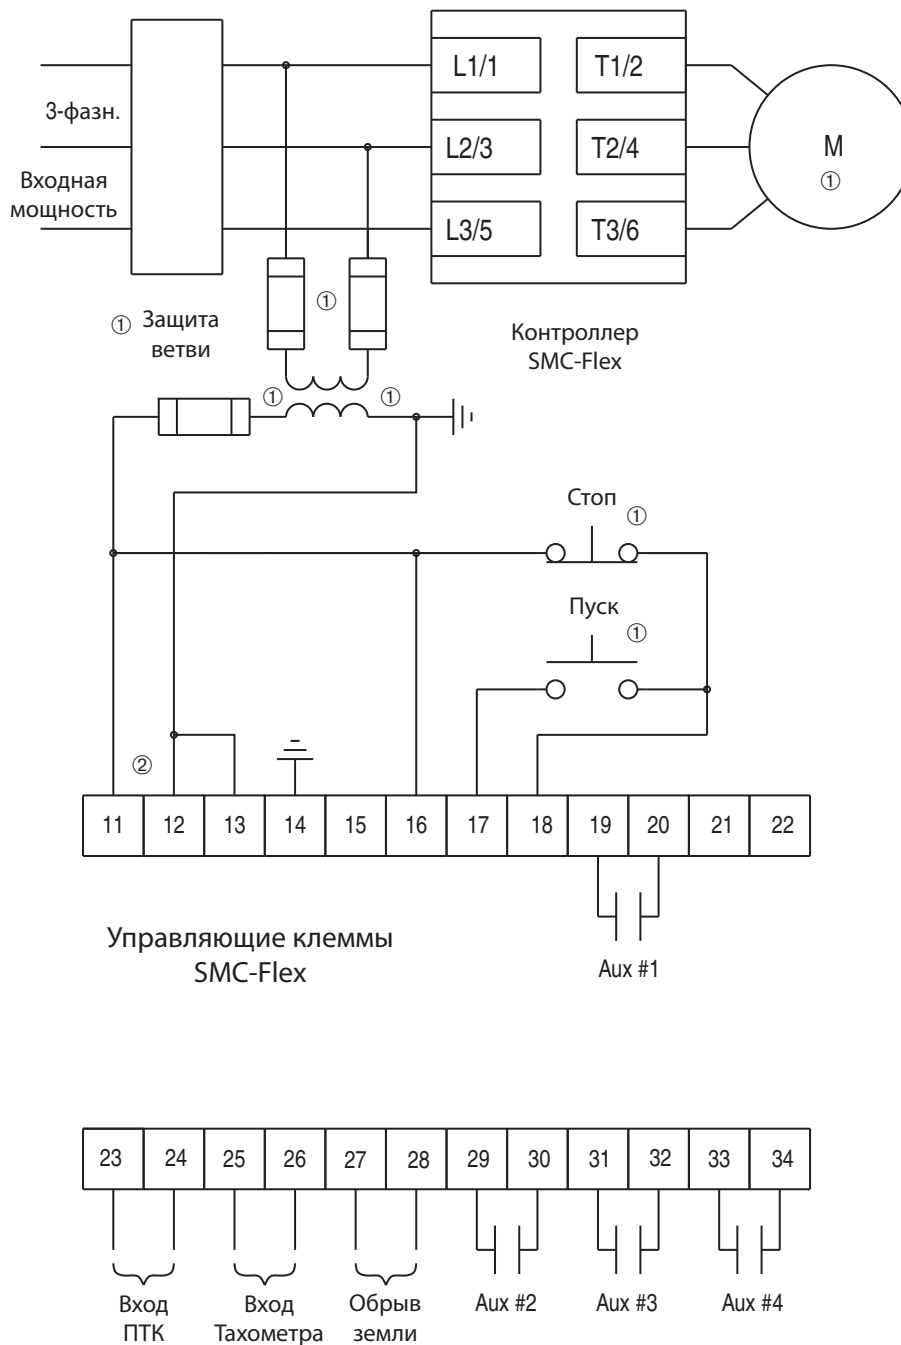 3-фазн.
Входная
мощность
L1/1
T1/2
L2/3
T2/4
L3/5
T3/6
M
①
① Защита
ветви
①
Контроллер
SMC-Flex
①
①
Стоп
①
Пуск
①
②
11 12 13 14 15 16 17 18 19 20 21 22
Управляющие клеммы
SMC-Flex
Aux #1
23 24 25 26 27 28 29 30 31 32 33 34
Вход
ПТК
Вход
Тахометра
Обрыв
земли
Aux #2
Aux #3
Aux #4